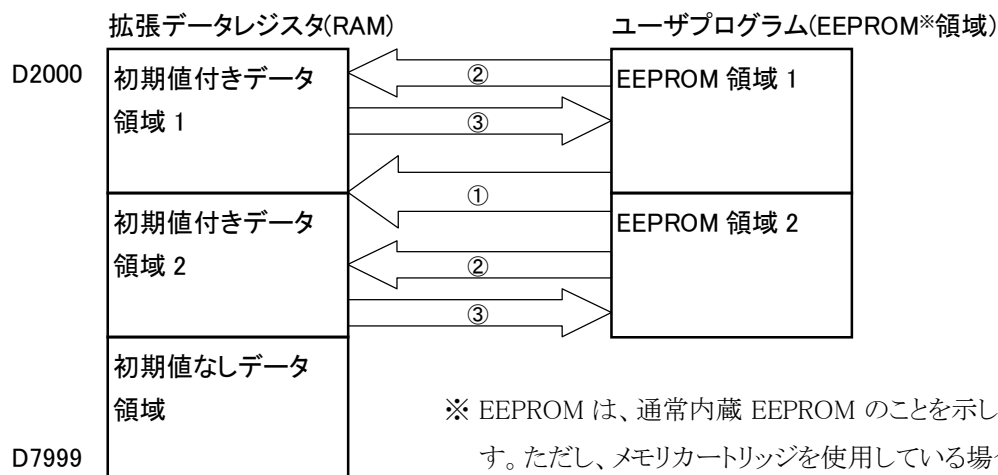 拡張データレジスタ(RAM)
ユーザプログラム(EEPROM※領域)
D2000
初期値付きデータ
領域 1
②
③
①
EEPROM 領域 1
初期値付きデータ
領域 2
②
③
EEPROM 領域 2
初期値なしデータ
領域
D7999
※ EEPROM は、通常内蔵 EEPROM のことを示し
す。ただし、メモリカートリッジを使用している場